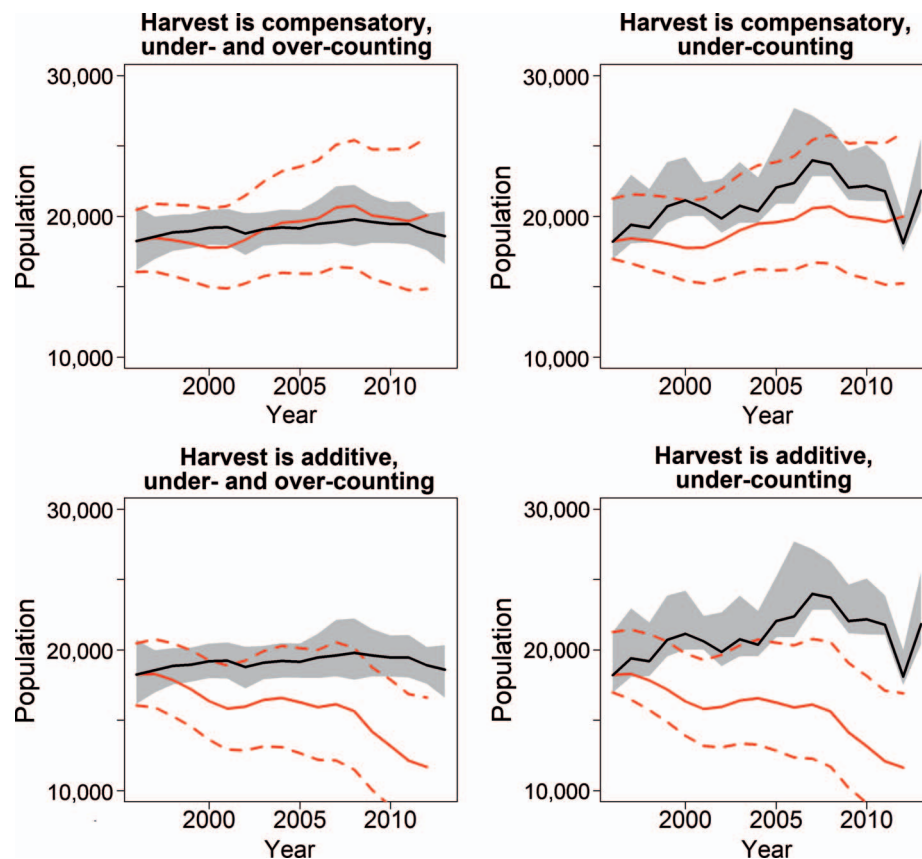 Harvest is compensatory,
under- and over-counting
30,000
20,000
10,000
Population
2000 2005 2010
Year
Harvest is compensatory,
under-counting
30,000
20,000
10,000
Population
2000 2005 2010
Year
Harvest is additive,
under- and over-counting
30,000
20,000
10,000
Population
2000 2005 2010
Year
Harvest is additive,
under-counting
30,000
20,000
10,000
Population
2000 2005 2010
Year